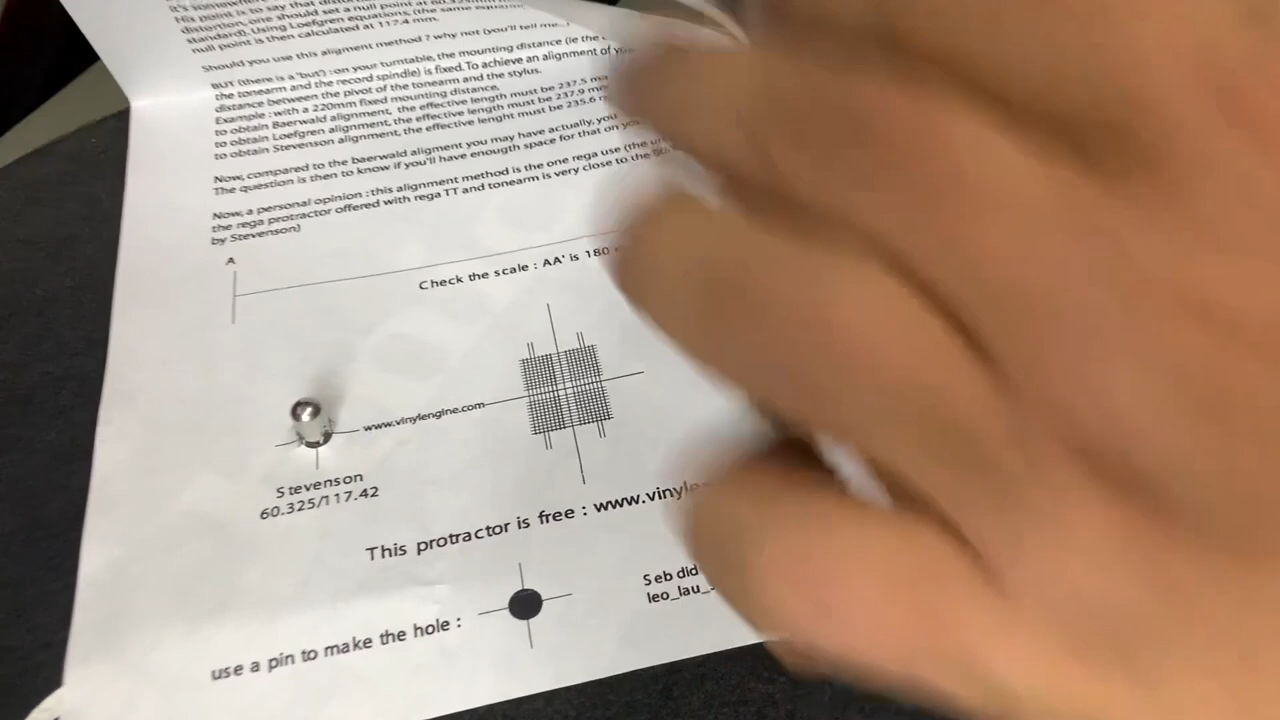 It's somewhere
His point is to say that
distortion, one should set a null point at 60.325mm
standard). Using Loefgren equations, (the same
null point is then calculated at 117.4 mm.
Should you use this aligment method ? why not (you'll tell me...)
BUT (there is a "but") : on your turntable, the mounting distance (ie the
the tonearm and the record spindle) is fixed. To achieve an alignment of
distance between the pivot of the tonearm and the stylus.
Example : with a 220mm fixed mounting distance,
to obtain Baerwald alignment, the effective length must be 237.5
to obtain Loefgren alignment, the effective length must be 237.9
to obtain Stevenson alignment, the effective lenght must be 235.6
Now, compared to the baerwald aligment you may have actually, you
The question is then to know if you'll have enougth space for that on
Now, a personal opinion : this alignment method is the one rega use (the
the rega protractor offered with rega TT and tonearm is very close to the
by Stevenson)
A
Check the scale : AA' is 180
www.vinylengine.com
Stevenson
60.325/117.42
This protractor is free : www.vinyle
use a pin to make the hole :
Seb did
leo_lau_